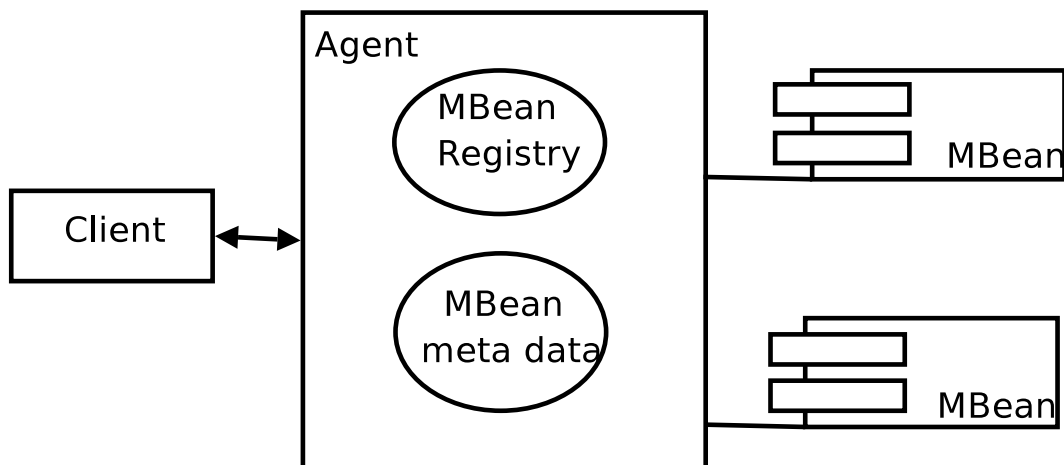 Agent
MBean
Registry
MBean
Client
MBean
meta data
MBean